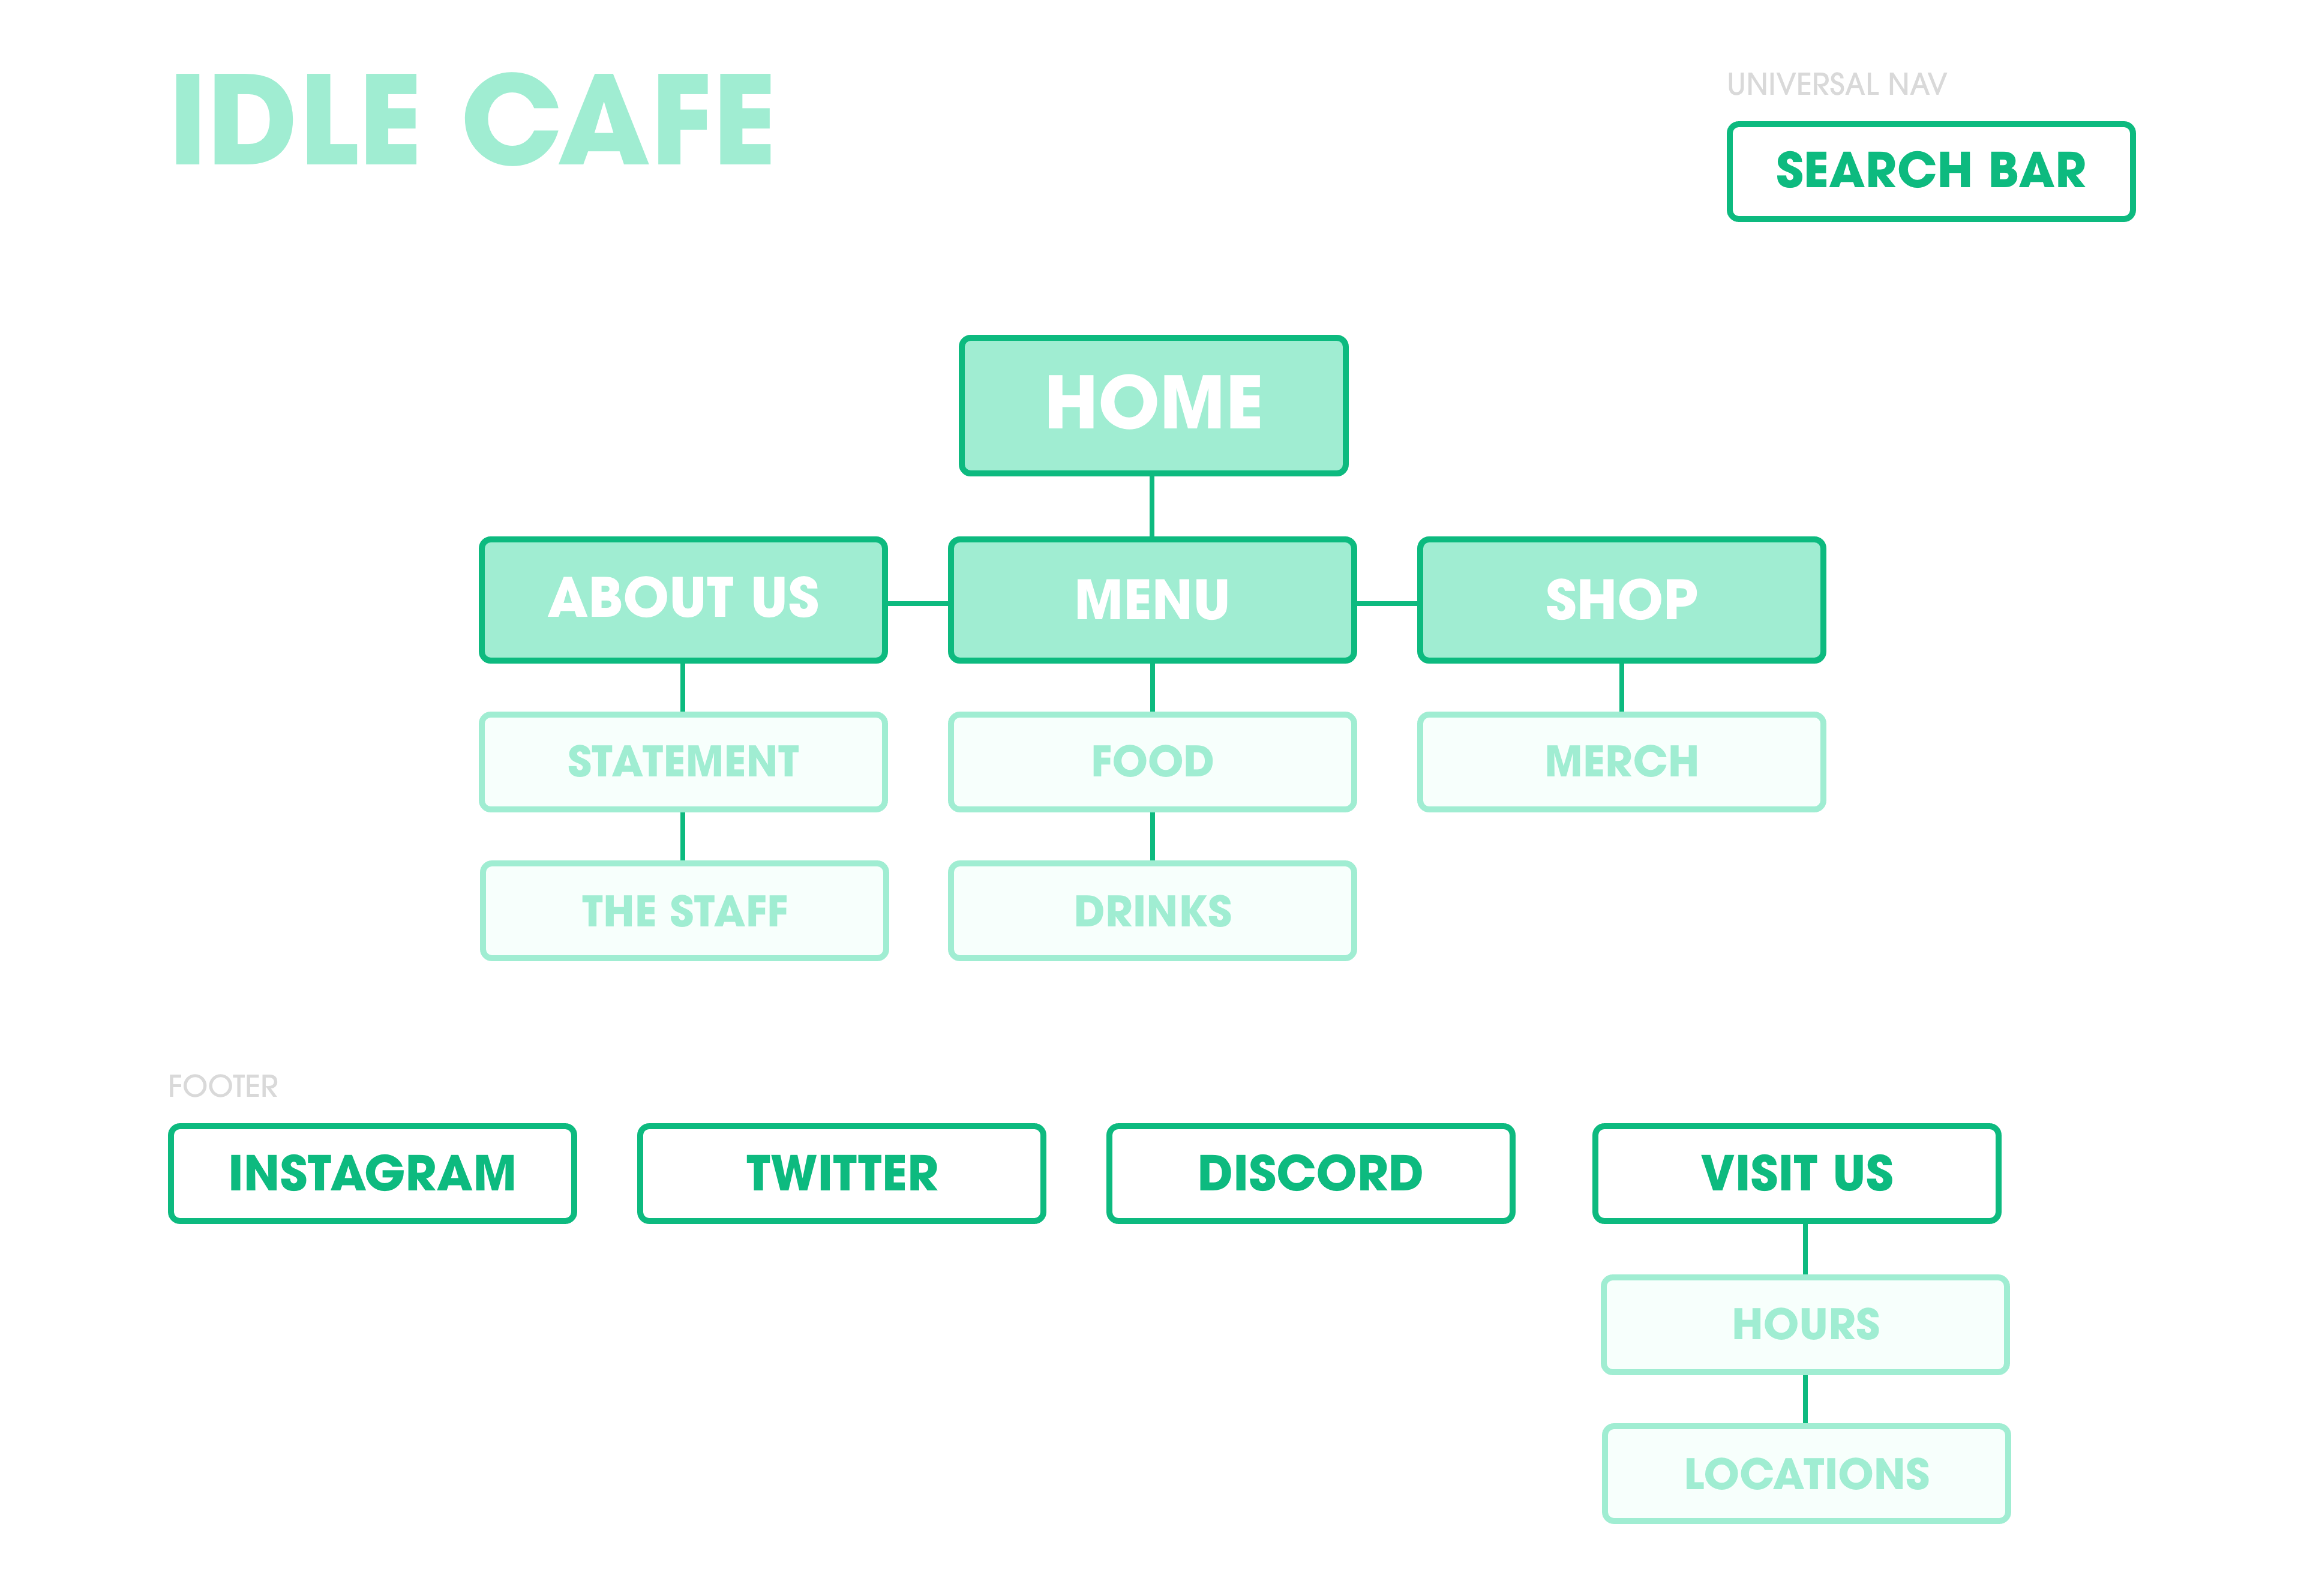 IDLE CAFE
UNIVERSAL NAV
SEARCH BAR
HOME
ABOUT US
MENU
SHOP
STATEMENT
FOOD
MERCH
THE STAFF
DRINKS
FOOTER
INSTAGRAM
TWITTER
DISCORD
VISIT US
HOURS
LOCATIONS